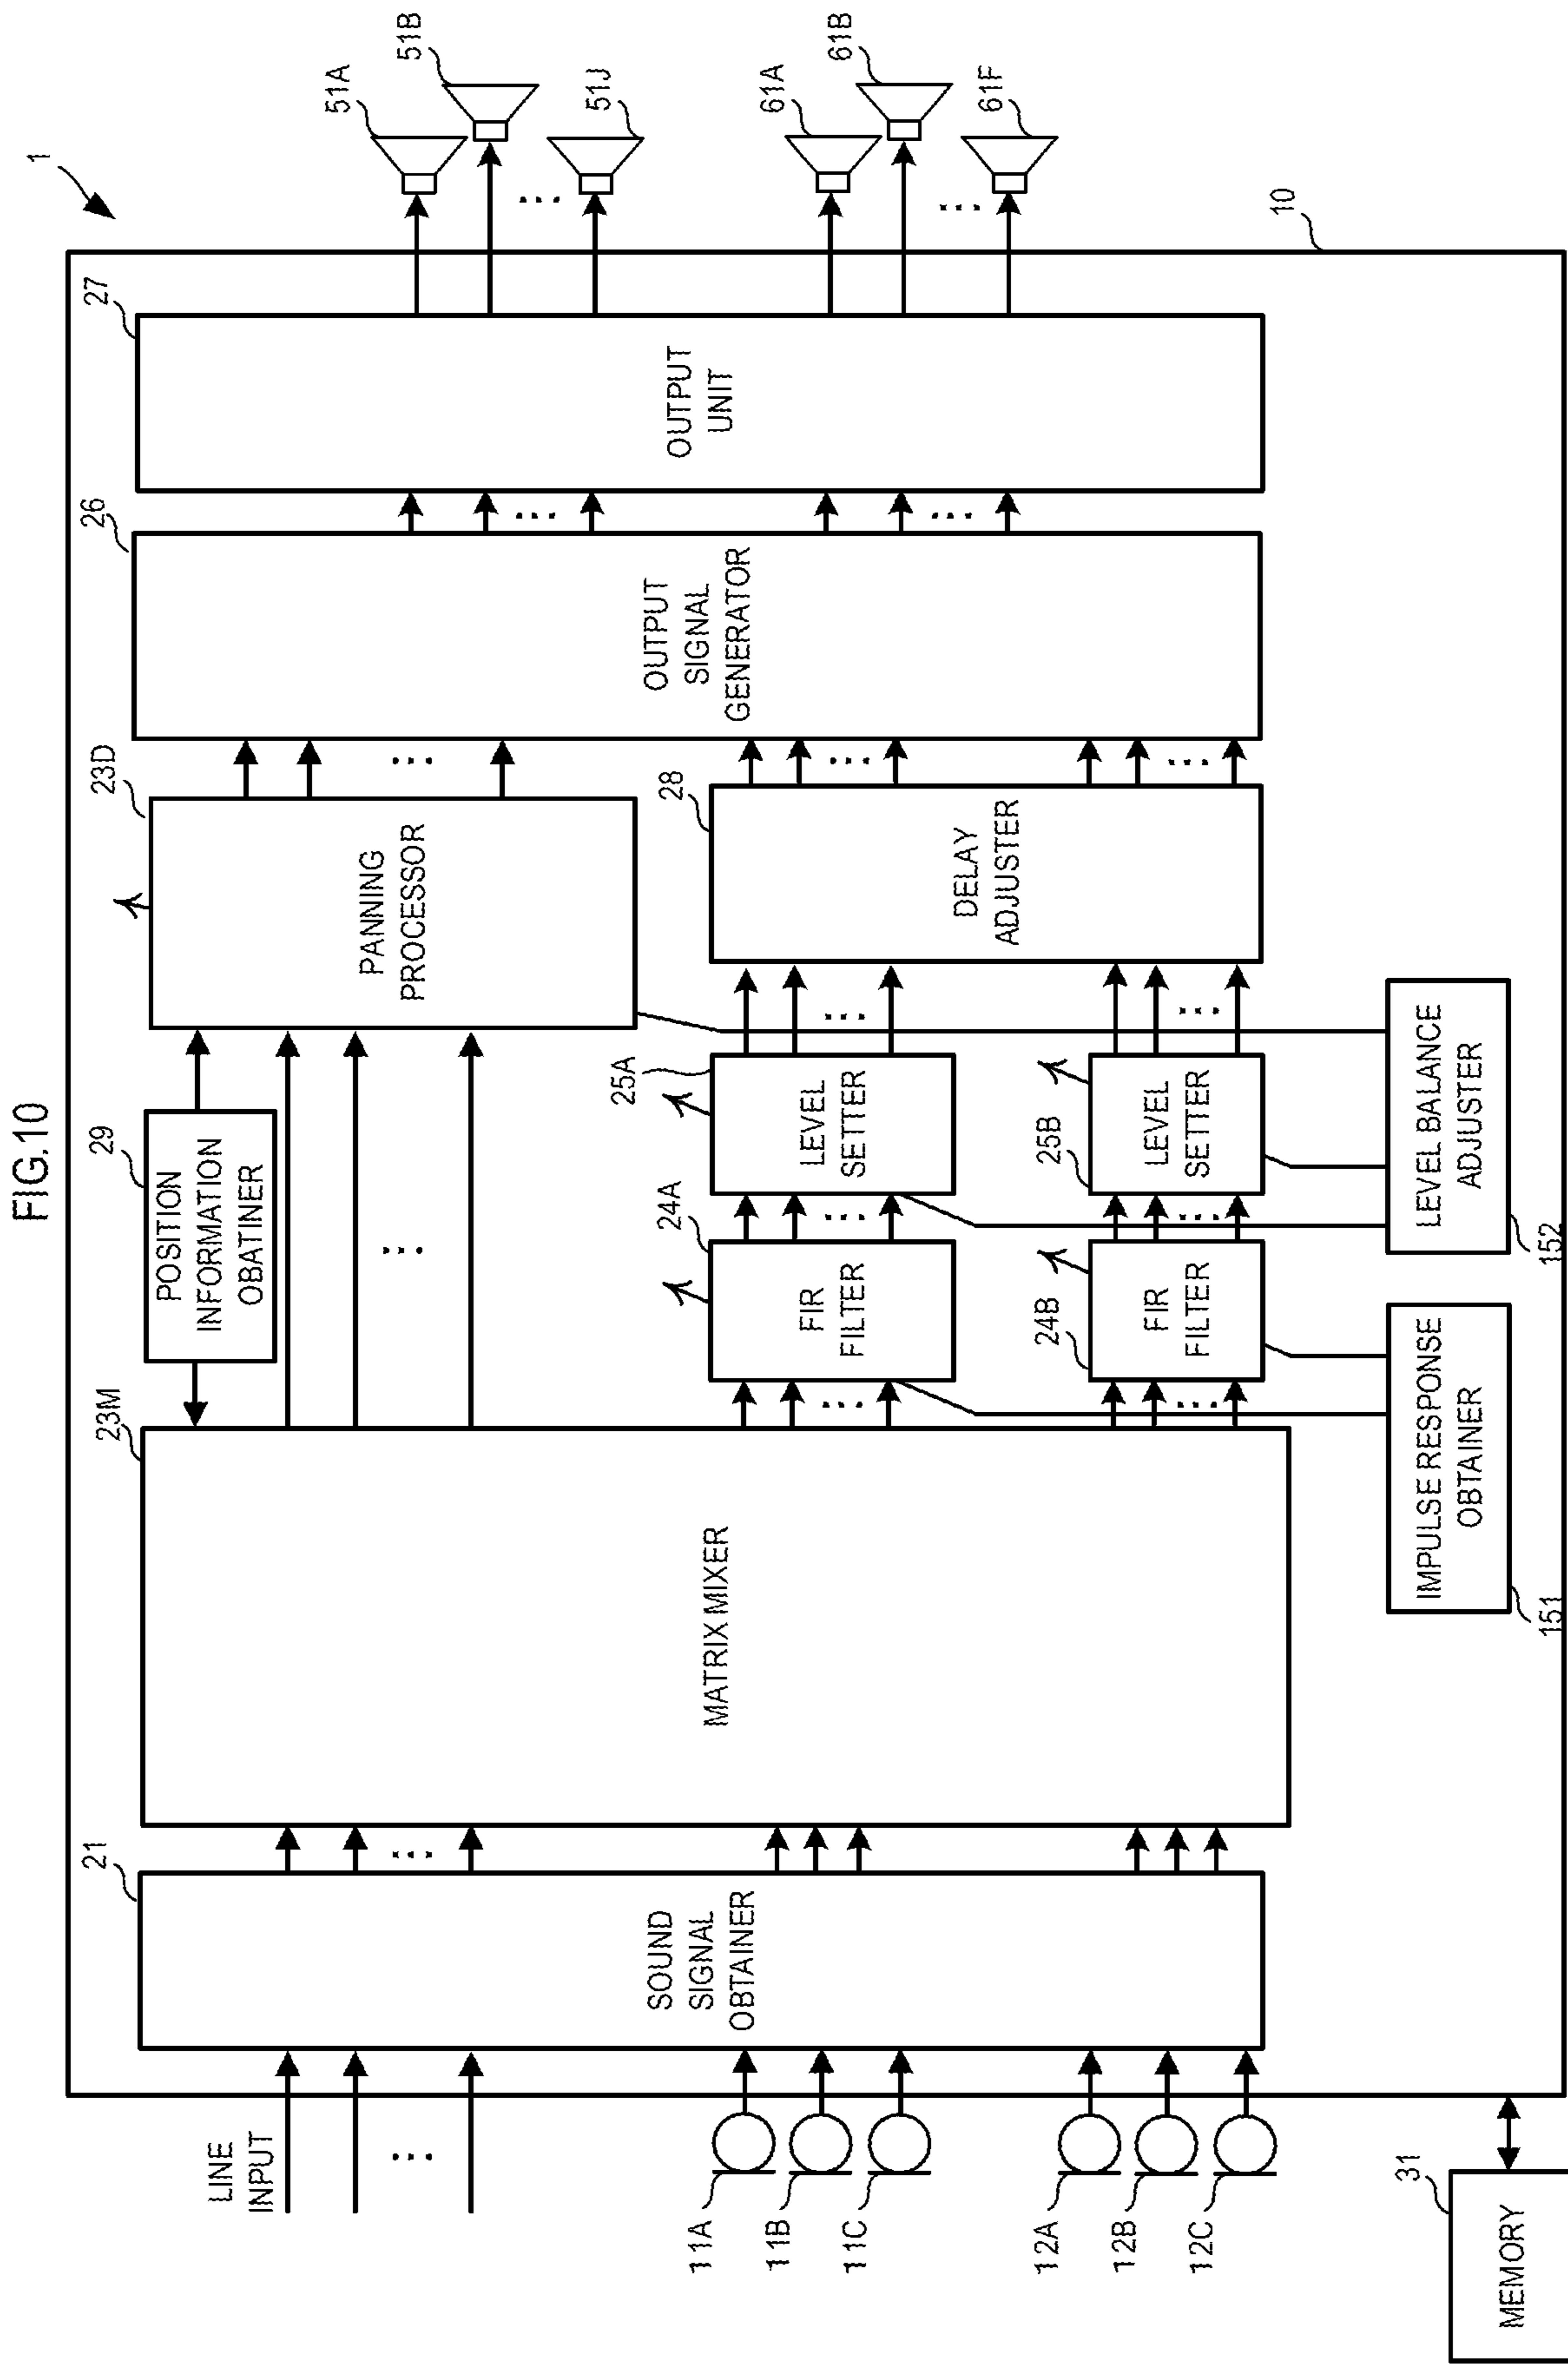 FIG.10
1
10
LINE
INPUT
11A
11B
11C
12A
12B
12C
21
SOUND
SIGNAL
OBTAINER
23M
MATRIX MIXER
29
POSITION
INFORMATION
OBATINER
23D
PANNING
PROCESSOR
24A
FIR
FILTER
25A
LEVEL
SETTER
24B
FIR
FILTER
25B
LEVEL
SETTER
28
DELAY
ADJUSTER
26
OUTPUT
SIGNAL
GENERATOR
27
OUTPUT
UNIT
51A
51B
51J
61A
61B
61F
31
MEMORY
IMPULSE RESPONSE
OBTAINER
151
LEVEL BALANCE
ADJUSTER
152